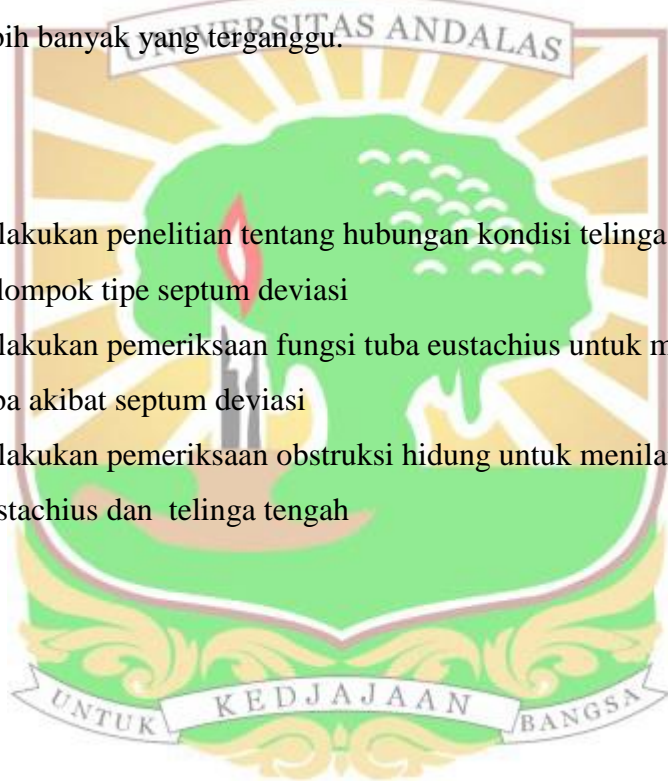 bih banyak yang terganggu.
UNIVERSITAS ANDALAS
lakukan penelitian tentang hubungan kondisi telinga
lompok tipe septum deviasi
lakukan pemeriksaan fungsi tuba eustachius untuk m
ba akibat septum deviasi
lakukan pemeriksaan obstruksi hidung untuk menila
stachius dan telinga tengah
UNTUK KEDJAJAAN BANGSA